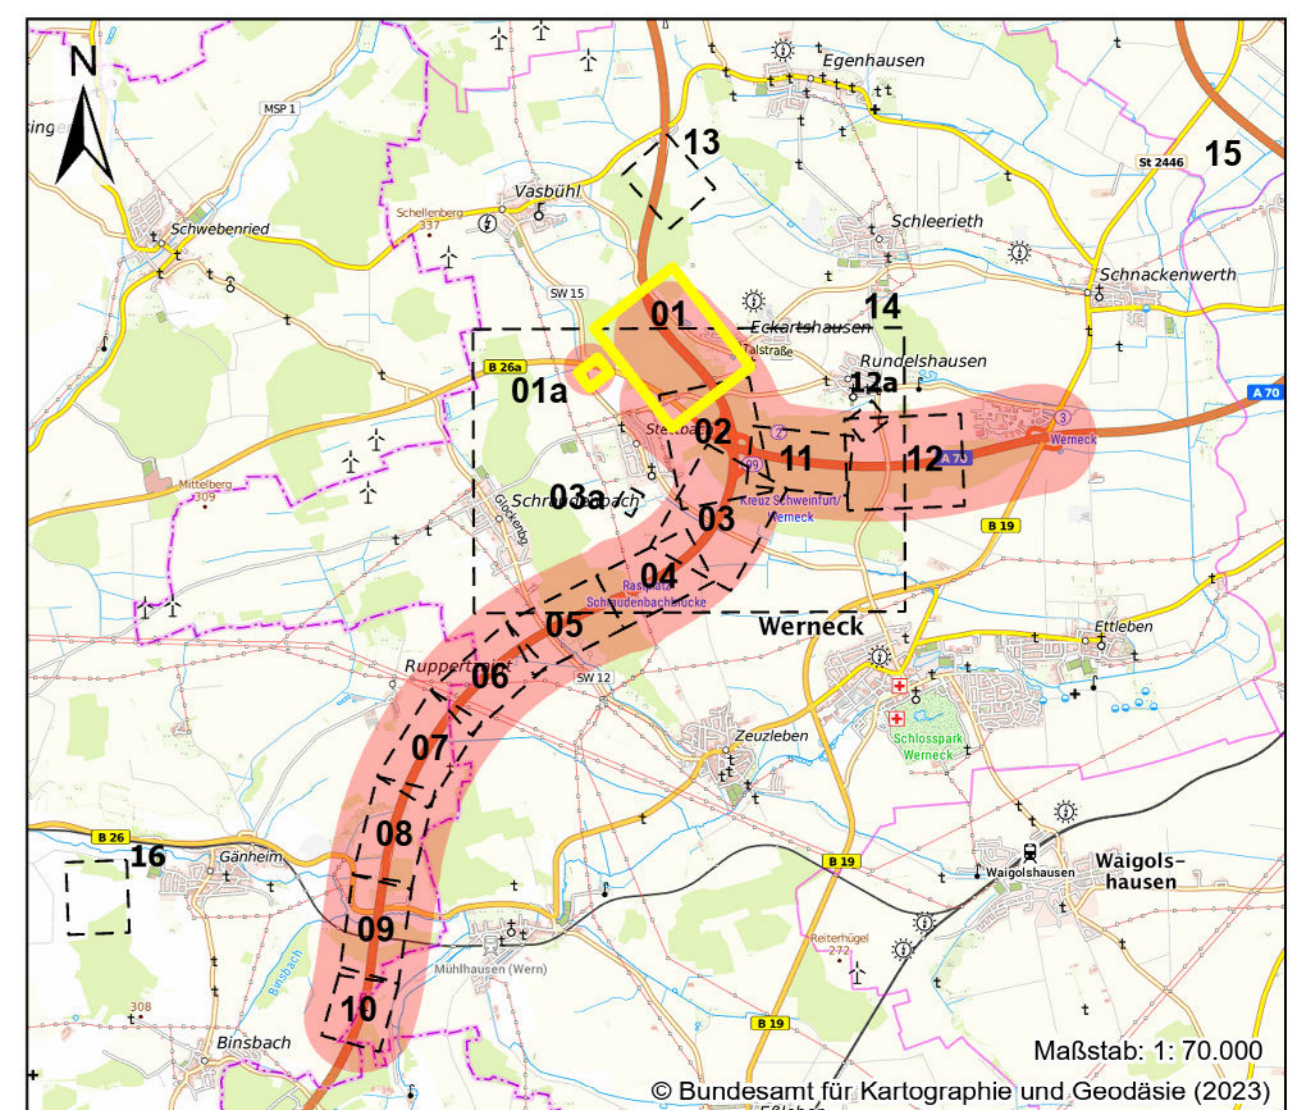 N
MSP 1
Egenhausen
13
15
St 2446
Vasbühl
Schellenberg
337
Schwebenried
Schleerieth
Schnackenwerth
SW 15
01
14
Eckartshausen
Talstraße
Rundelshausen
B 26a
01a
12a
A 70
02
3
Werneck
2
11
12
A 70
99
Mittelberg
309
Schraudenbach
03a
Glockenbg.
03
Kreuz Schweinfurt/
Werneck
B 19
04
Rastplatz
Schraudenbachbrücke
05
Werneck
Ettleben
06
SW 12
07
Zeuzleben
Schlosspark
Werneck
08
B 26
16
Gänheim
B 19
Waigolshausen
Waigols-
hausen
09
Reiterhügel
272
Mühlhausen (Wern)
Binsbach
10
308
Binsbach
B 19
Maßstab: 1: 70.000
© Bundesamt für Kartographie und Geodäsie (2023)